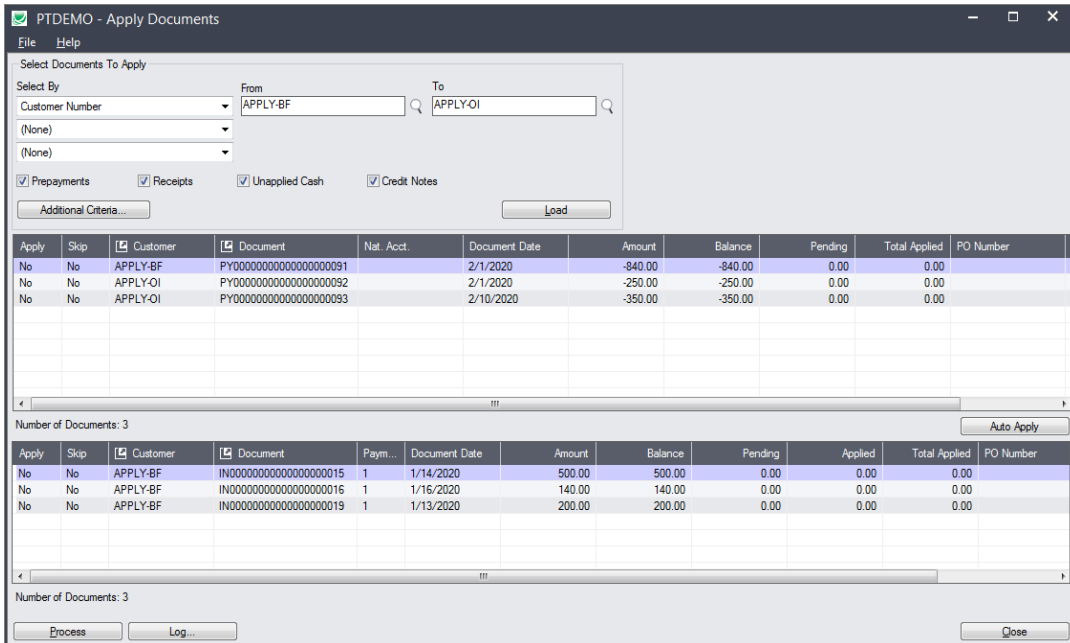 PTDEMO - Apply Documents
File Help
Select Documents To Apply
Select By From To
Customer Number APPLY-BF APPLY-OI
(None)
(None)
Prepayments Receipts Unapplied Cash Credit Notes
Additional Criteria... Load
Apply Skip Customer Document Nat. Acct. Document Date Amount Balance Pending Total Applied PO Number
No No APPLY-BF PY00000000000000000091 2/1/2020 -840.00 -840.00 0.00 0.00
No No APPLY-OI PY00000000000000000092 2/1/2020 -250.00 -250.00 0.00 0.00
No No APPLY-OI PY00000000000000000093 2/10/2020 -350.00 -350.00 0.00 0.00
Number of Documents: 3 Auto Apply
Apply Skip Customer Document Paym... Document Date Amount Balance Pending Applied Total Applied PO Number
No No APPLY-BF IN00000000000000000015 1 1/14/2020 500.00 500.00 0.00 0.00 0.00
No No APPLY-BF IN00000000000000000016 1 1/16/2020 140.00 140.00 0.00 0.00 0.00
No No APPLY-BF IN00000000000000000019 1 1/13/2020 200.00 200.00 0.00 0.00 0.00
Number of Documents: 3
Process Log... Close